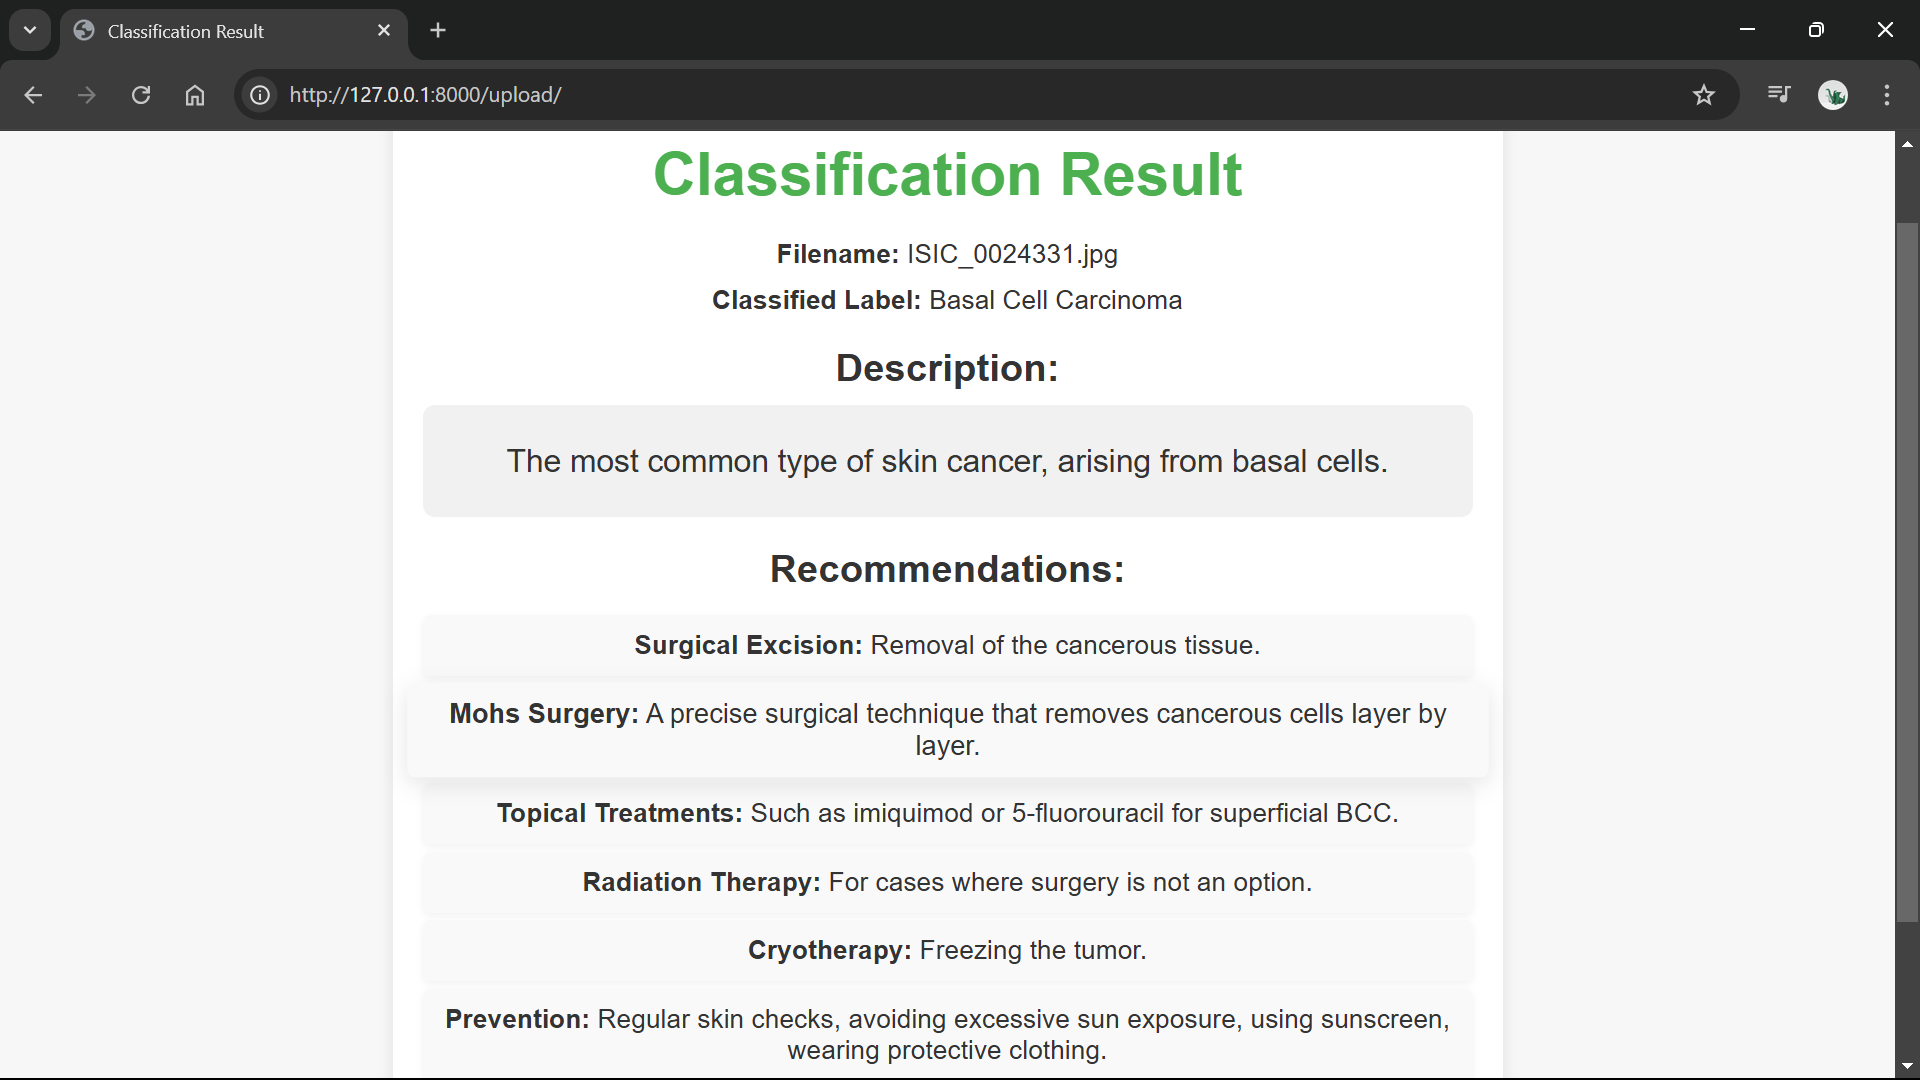 Classification Result
http://127.0.0.1:8000/upload/
Classification Result
Filename: ISIC_0024331.jpg
Classified Label: Basal Cell Carcinoma
Description:
The most common type of skin cancer, arising from basal cells.
Recommendations:
Surgical Excision: Removal of the cancerous tissue.
Mohs Surgery: A precise surgical technique that removes cancerous cells layer by
layer.
Topical Treatments: Such as imiquimod or 5-fluorouracil for superficial BCC.
Radiation Therapy: For cases where surgery is not an option.
Cryotherapy: Freezing the tumor.
Prevention: Regular skin checks, avoiding excessive sun exposure, using sunscreen,
wearing protective clothing.